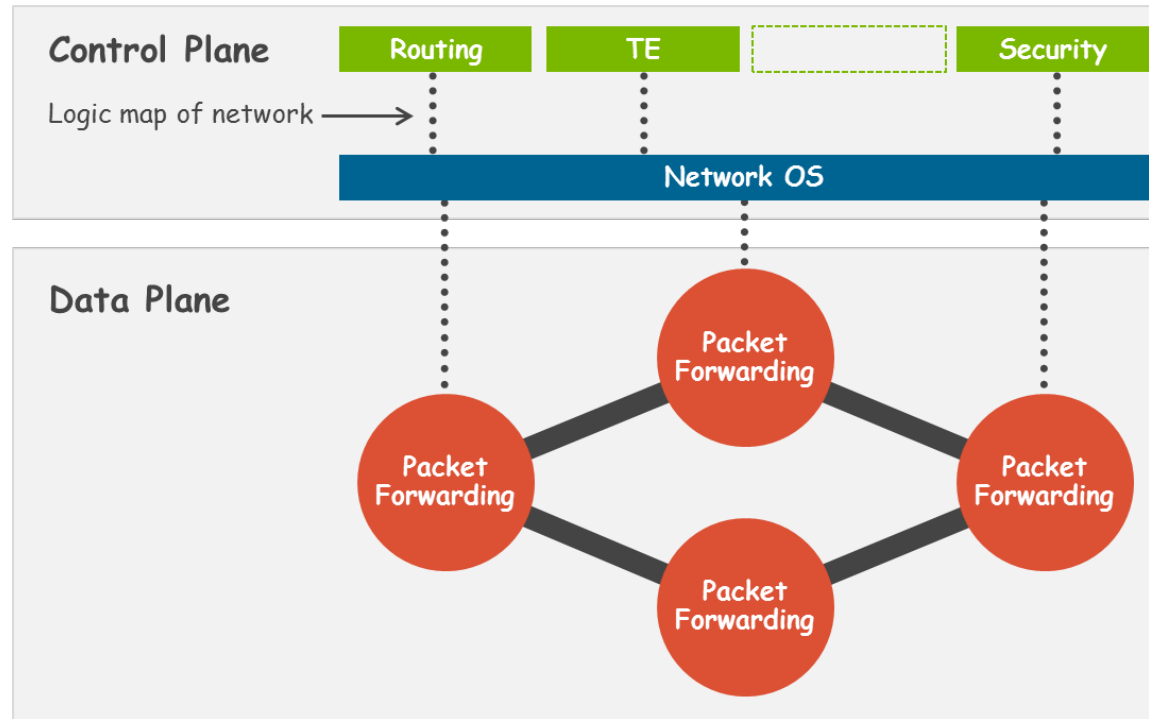 Control Plane
Routing
TE
Security
Logic map of network
Network OS
Data Plane
Packet
Forwarding
Packet
Forwarding
Packet
Forwarding
Packet
Forwarding